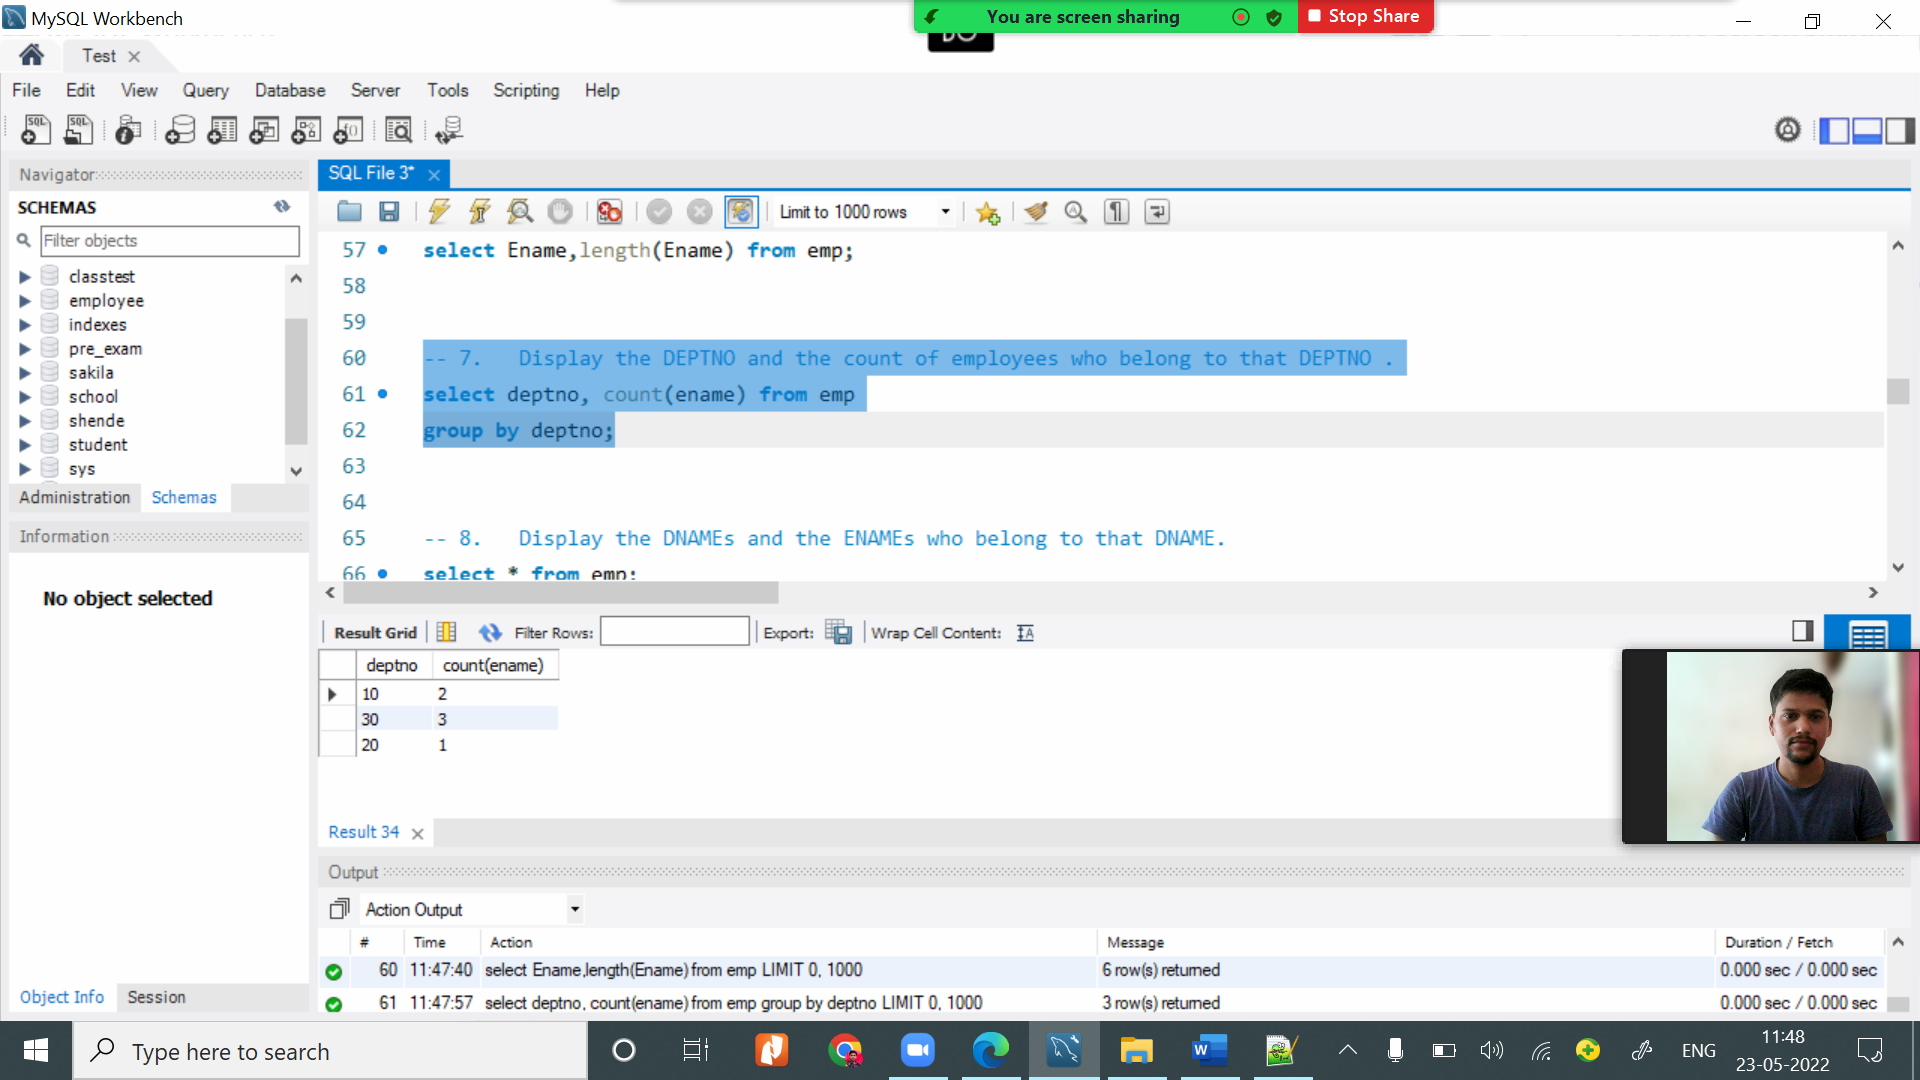 MySQL Workbench
You are screen sharing
Stop Share
Test
File Edit View Query Database Server Tools Scripting Help
Navigator
SQL File 3*
SCHEMAS
Limit to 1000 rows
Filter objects
classtest
employee
indexes
pre_exam
sakila
school
shende
student
sys
Administration Schemas
Information
No object selected
Object Info Session
57 select Ename,length(Ename) from emp;
58
59
60 -- 7. Display the DEPTNO and the count of employees who belong to that DEPTNO .
61 select deptno, count(ename) from emp
62 group by deptno;
63
64
65 -- 8. Display the DNAMEs and the ENAMEs who belong to that DNAME.
66 select * from emp;
Result Grid Filter Rows: Export: Wrap Cell Content:
deptno count(ename)
10 2
30 3
20 1
Result 34
Output
Action Output
# Time Action Message Duration / Fetch
60 11:47:40 select Ename,length(Ename) from emp LIMIT 0, 1000 6 row(s) returned 0.000 sec / 0.000 sec
61 11:47:57 select deptno, count(ename) from emp group by deptno LIMIT 0, 1000 3 row(s) returned 0.000 sec / 0.000 sec
Type here to search
ENG
11:48
23-05-2022